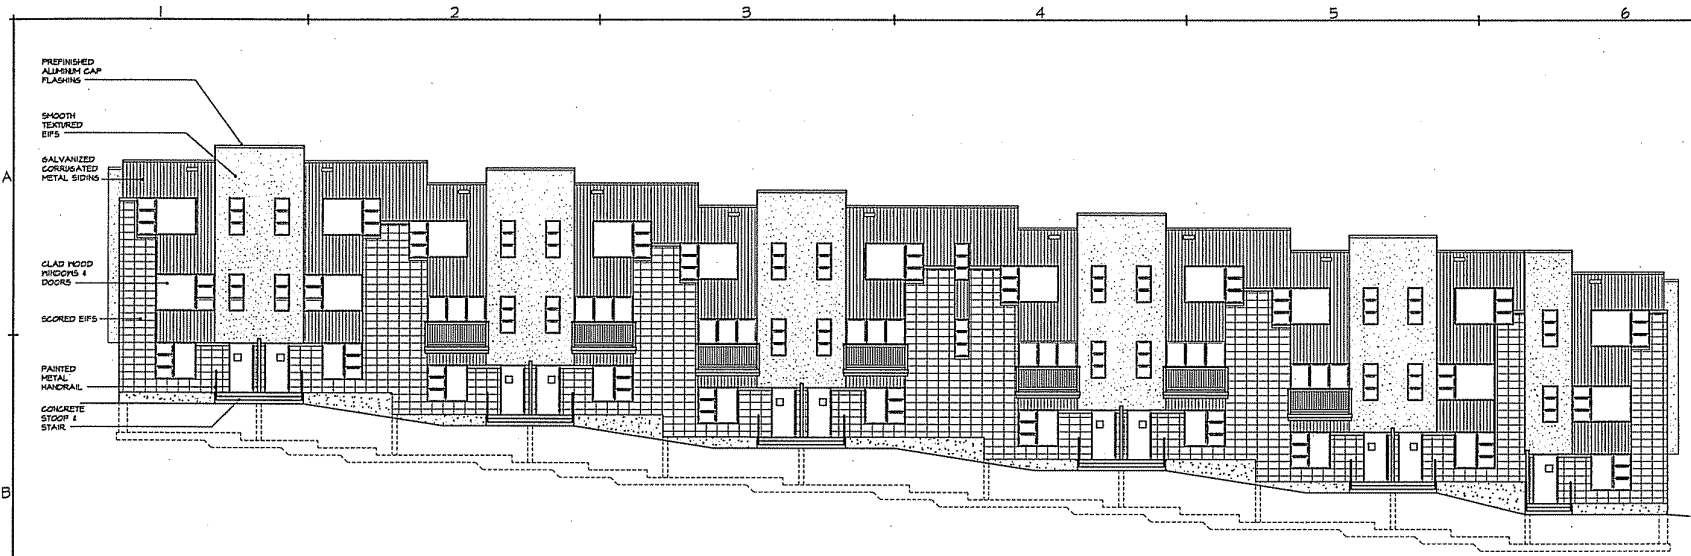 1 2 3 4 5 6
PREFINISHED
ALUMINUM CAP
FLASHING
SMOOTH
TEXTURED
EIFS
A
GALVANIZED
CORRUGATED
METAL SIDING
CLAD WOOD
WINDOWS &
DOORS
SCORED EIFS
PAINTED
METAL
HANDRAIL
CONCRETE
STOOP &
STAIR
B